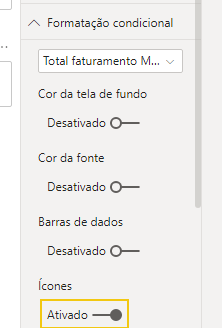 Formatação condicional
Total faturamento M...
Cor da tela de fundo
Desativado
Cor da fonte
Desativado
Barras de dados
Desativado
Ícones
Ativado